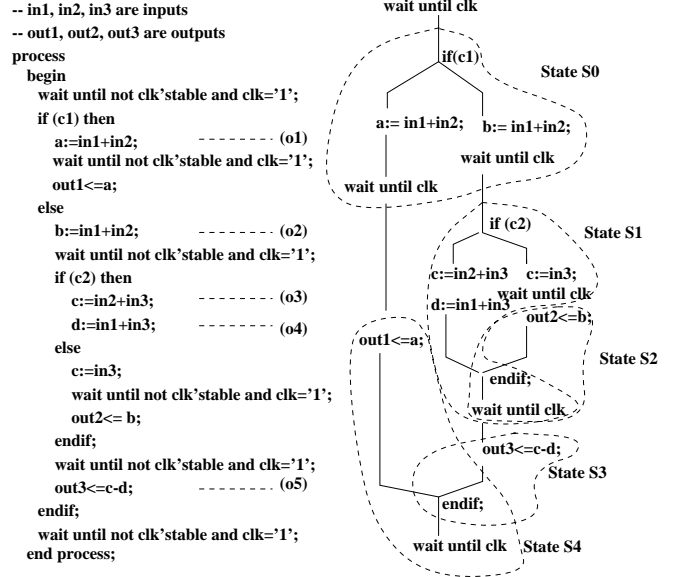 -- in1, in2, in3 are inputs
-- out1, out2, out3 are outputs
process
begin
wait until not clk'stable and clk='1';
if (c1) then
a:=in1+in2; (o1)
wait until not clk'stable and clk='1';
out1<=a;
else
b:=in1+in2; (o2)
wait until not clk'stable and clk='1';
if (c2) then
c:=in2+in3; (o3)
d:=in1+in3; (o4)
else
c:=in3;
wait until not clk'stable and clk='1';
out2<= b;
endif;
wait until not clk'stable and clk='1';
out3<=c-d; (o5)
endif;
wait until not clk'stable and clk='1';
end process;
wait until clk
if(c1)
State S0
a:= in1+in2; b:= in1+in2;
wait until clk
wait until clk
if (c2)
State S1
c:=in2+in3 c:=in3;
wait until clk
d:=in1+in3
out2<=b;
out1<=a;
State S2
endif;
wait until clk
out3<=c-d;
State S3
endif;
wait until clk State S4